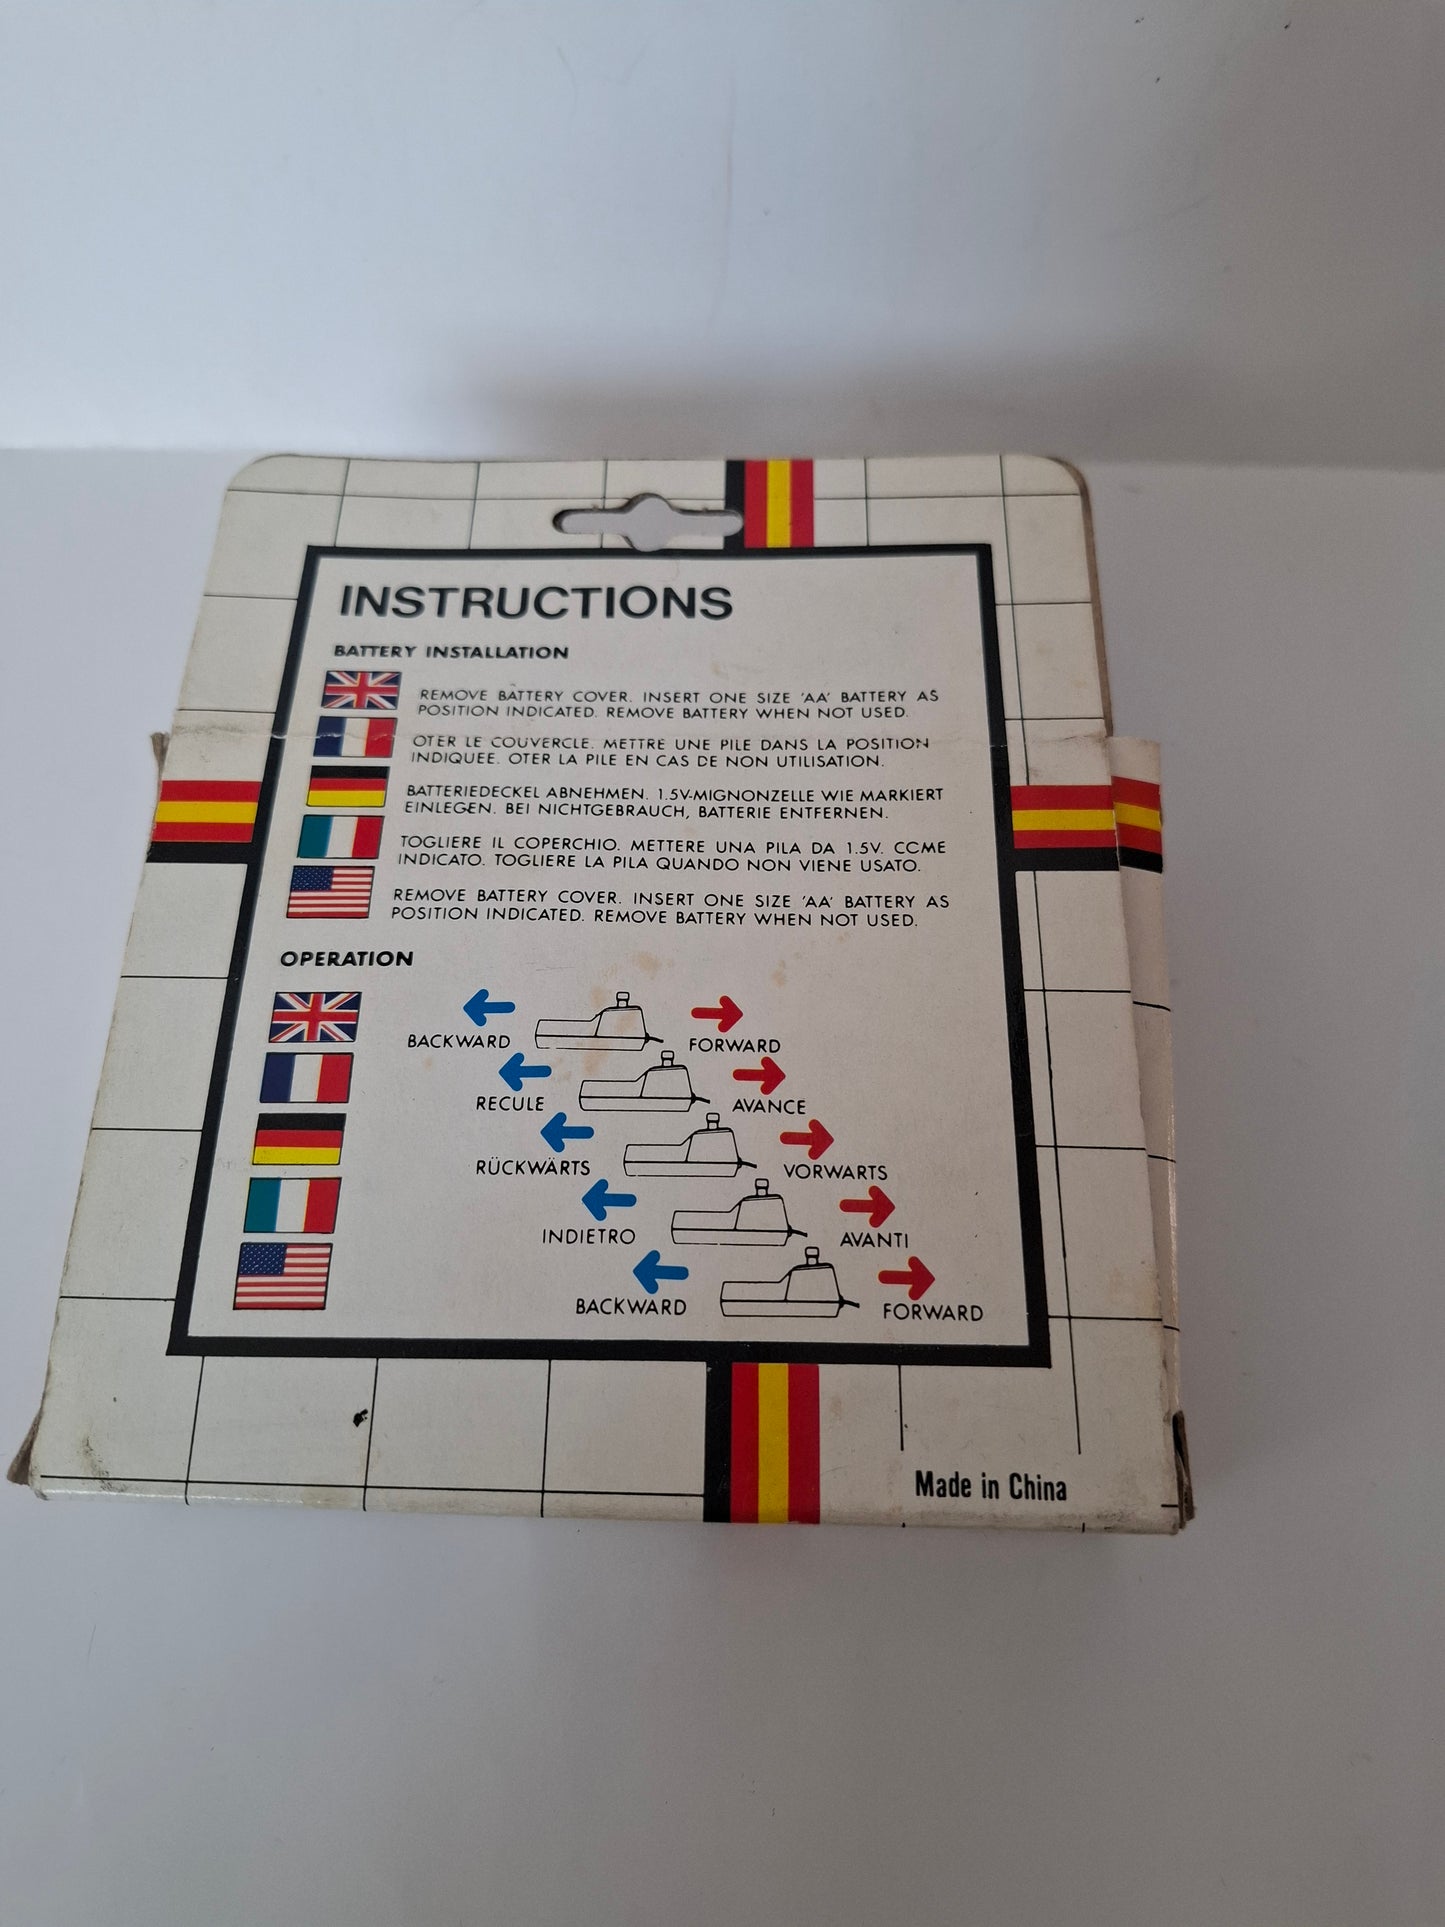 INSTRUCTIONS
BATTERY INSTALLATION
REMOVE BATTERY COVER. INSERT ONE SIZE 'AA' BATTERY AS
POSITION INDICATED. REMOVE BATTERY WHEN NOT USED.
OTER LE COUVERCLE. METTRE UNE PILE DANS LA POSITION
INDIQUEE. OTER LA PILE EN CAS DE NON UTILISATION.
BATTERIEDECKEL ABNEHMEN. 1.5V-MIGNONZELLE WIE MARKIERT
EINLEGEN. BEI NICHTGEBRAUCH, BATTERIE ENTFERNEN.
TOGLIERE IL COPERCHIO. METTERE UNA PILA DA 1.5V. CCME
INDICATO. TOGLIERE LA PILA QUANDO NON VIENE USATO.
REMOVE BATTERY COVER. INSERT ONE SIZE 'AA' BATTERY AS
POSITION INDICATED. REMOVE BATTERY WHEN NOT USED.
OPERATION
BACKWARD FORWARD
RECULE AVANCE
RÜCKWÄRTS VORWARTS
INDIETRO AVANTI
BACKWARD FORWARD
Made in China